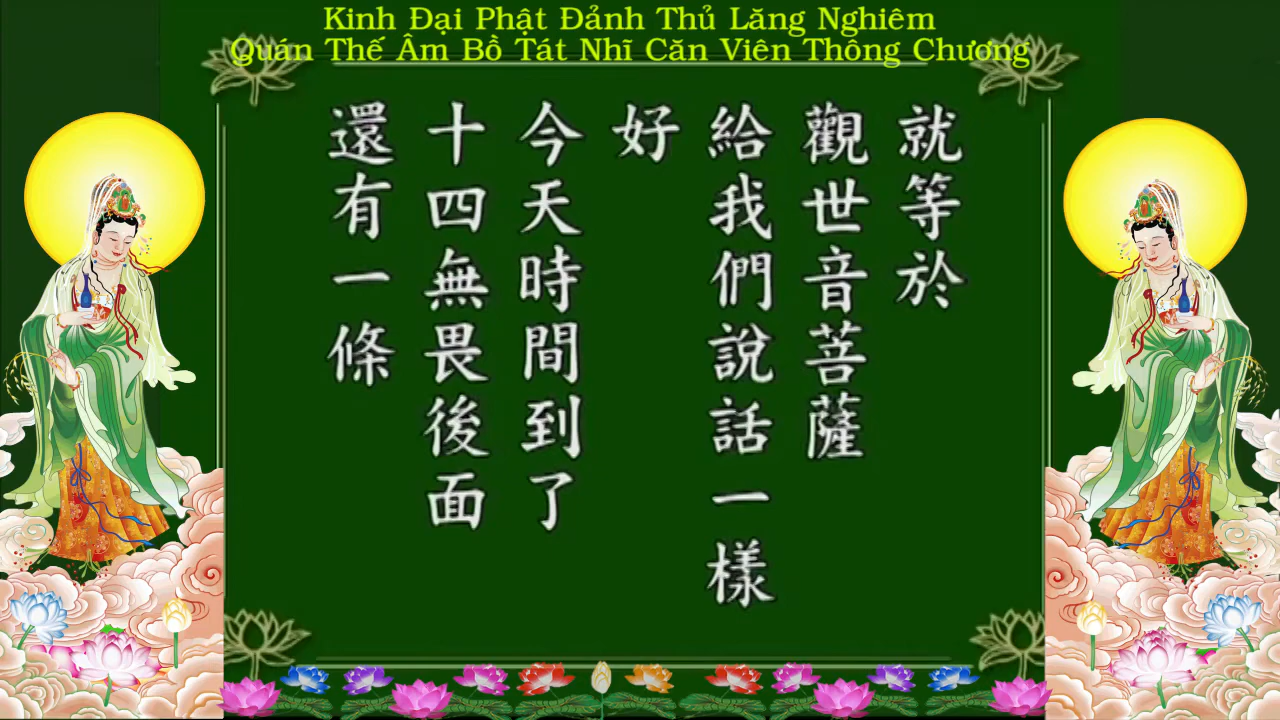 Kinh Đại Phật Đảnh Thủ Lăng Nghiêm
Quán Thế Âm Bồ Tát Nhĩ Căn Viên Thông Chương
就等於
觀世音菩薩
給我們說話一樣
好
今天時間到了
十四無畏後面
還有一條